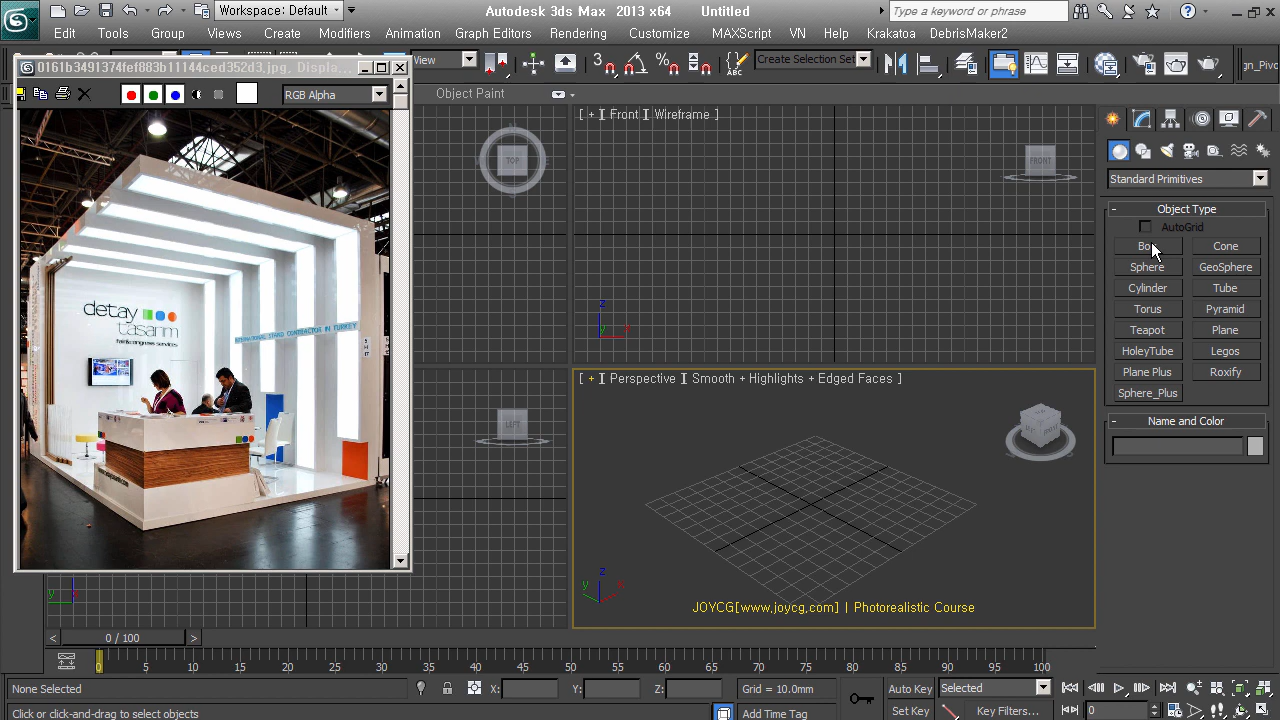 Workspace: Default
Autodesk 3ds Max 2013 x64 Untitled
Type a keyword or phrase
Edit Tools Group Views Create Modifiers Animation Graph Editors Rendering Customize MAXScript VN Help Krakatoa DebrisMaker2
View
3
Create Selection Set
0161b3491374fef883b11144ced352d3.jpg, Displa...
RGB Alpha
Object Paint
[ + ] Front ] Wireframe ]
TOP
FRONT
LEFT
[ + ] Perspective ] Smooth + Highlights + Edged Faces ]
detay
tasarım
fair&congress services
INTERNATIONAL STAND CONTRACTOR IN TURKEY
Standard Primitives
- Object Type
AutoGrid
Cone
Sphere GeoSphere
Cylinder Tube
Torus Pyramid
Teapot Plane
HoleyTube Legos
Plane Plus Roxify
Sphere_Plus
- Name and Color
z
y x
z
y x
y
JOYCG[www.joycg.com] | Photorealistic Course
< 0 / 100 >
0 5 10 15 20 25 30 35 40 45 50 55 60 65 70 75 80 85 90 95 100
None Selected X: Y: Z: Grid = 10.0mm Auto Key Selected
Click or click-and-drag to select objects Add Time Tag Set Key Key Filters... 0